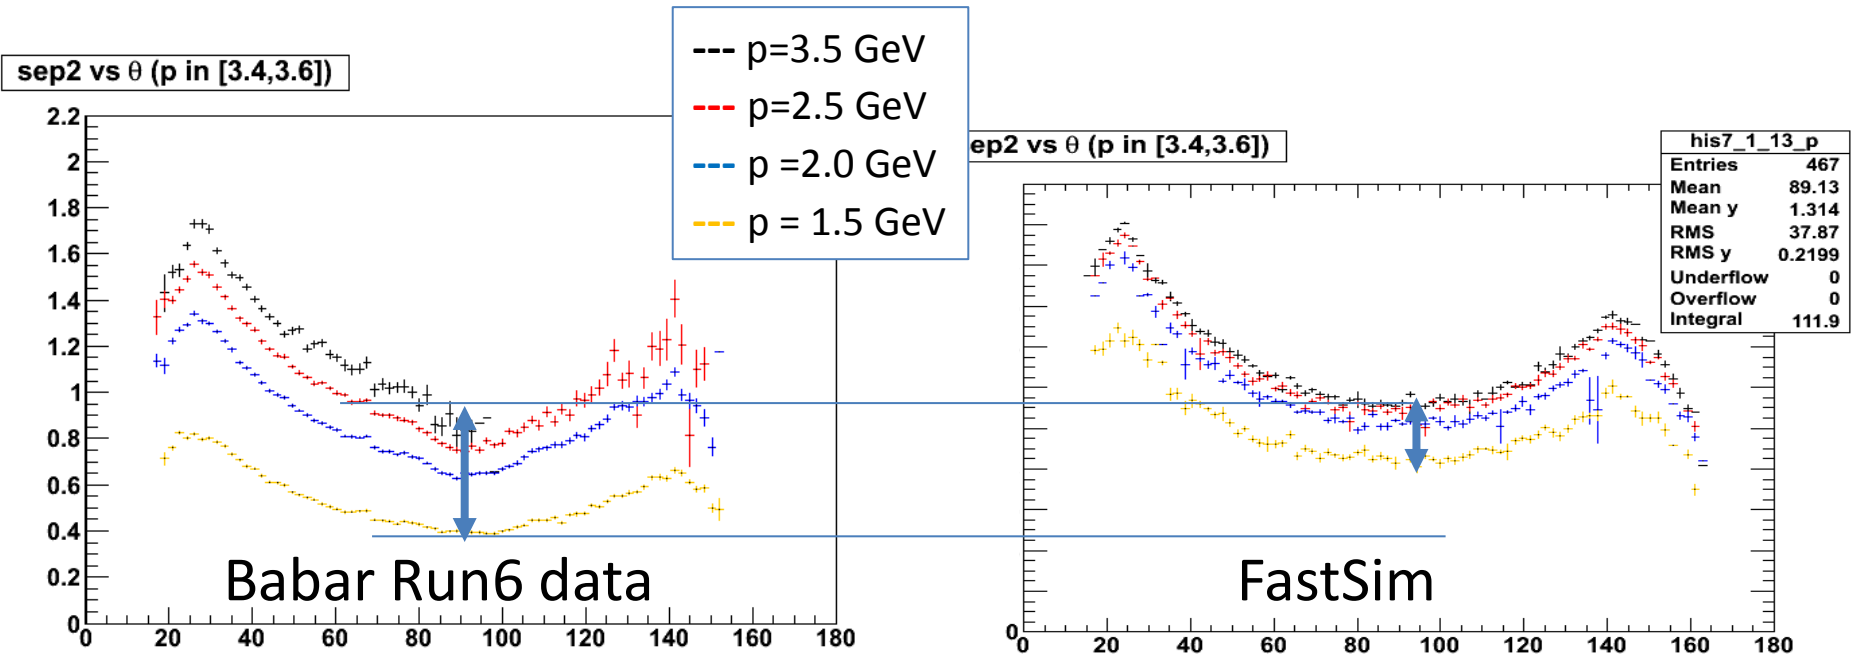 --- p=3.5 GeV
--- p=2.5 GeV
--- p =2.0 GeV
--- p = 1.5 GeV
sep2 vs θ (p in [3.4,3.6])
2.2
2
1.8
1.6
1.4
1.2
1
0.8
0.6
0.4
0.2
0
0 20 40 60 80 100 120 140 160 180
Babar Run6 data
ep2 vs θ (p in [3.4,3.6])
his7_1_13_p
Entries 467
Mean 89.13
Mean y 1.314
RMS 37.87
RMS y 0.2199
Underflow 0
Overflow 0
Integral 111.9
FastSim
0
20 40 60 80 100 120 140 160 180